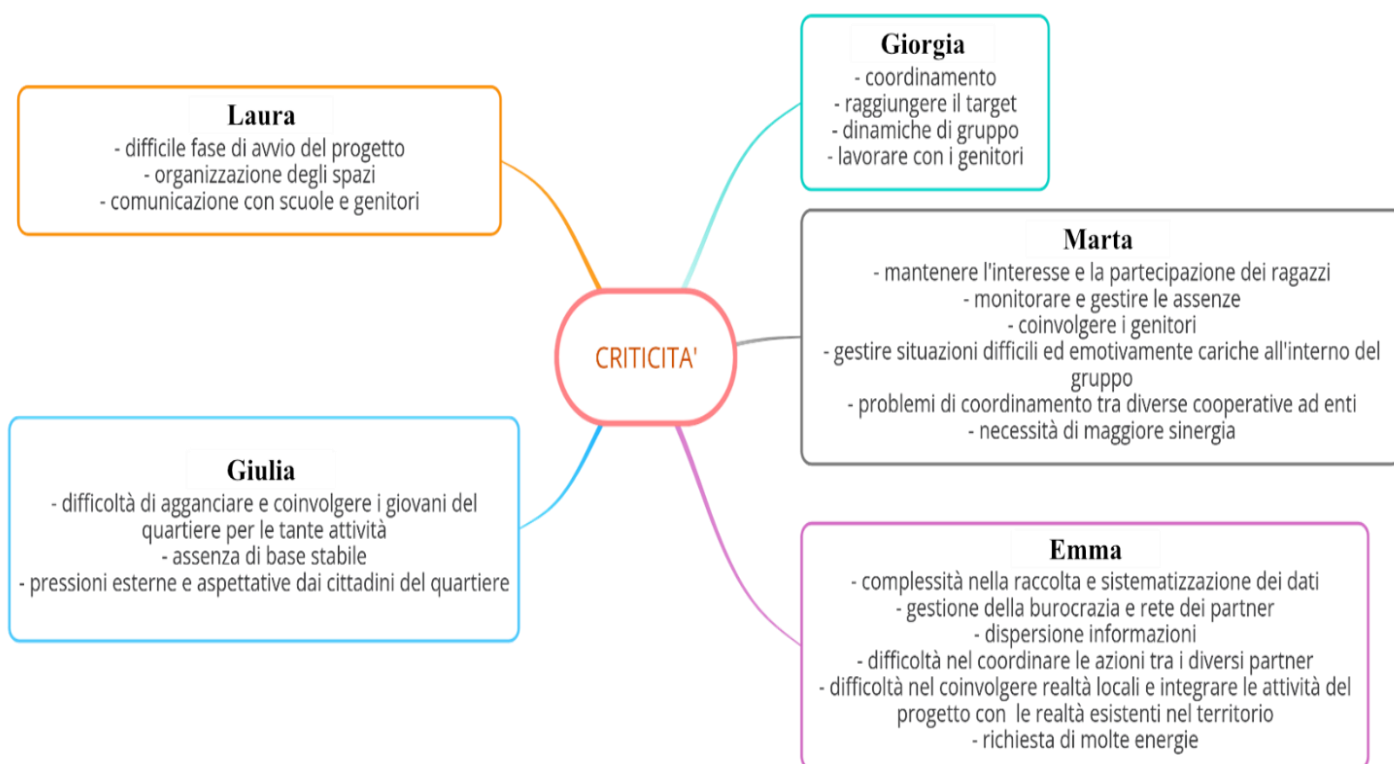 Laura
- difficile fase di avvio del progetto
- organizzazione degli spazi
- comunicazione con scuole e genitori
Giorgia
- coordinamento
- raggiungere il target
- dinamiche di gruppo
- lavorare con i genitori
Marta
- mantenere l'interesse e la partecipazione dei ragazzi
- monitorare e gestire le assenze
- coinvolgere i genitori
- gestire situazioni difficili ed emotivamente cariche all'interno del
gruppo
- problemi di coordinamento tra diverse cooperative ad enti
- necessità di maggiore sinergia
CRITICITA'
Giulia
- difficoltà di agganciare e coinvolgere i giovani del
quartiere per le tante attività
- assenza di base stabile
- pressioni esterne e aspettative dai cittadini del quartiere
Emma
- complessità nella raccolta e sistematizzazione dei dati
- gestione della burocrazia e rete dei partner
- dispersione informazioni
- difficoltà nel coordinare le azioni tra i diversi partner
- difficoltà nel coinvolgere realtà locali e integrare le attività del
progetto con le realtà esistenti nel territorio
- richiesta di molte energie